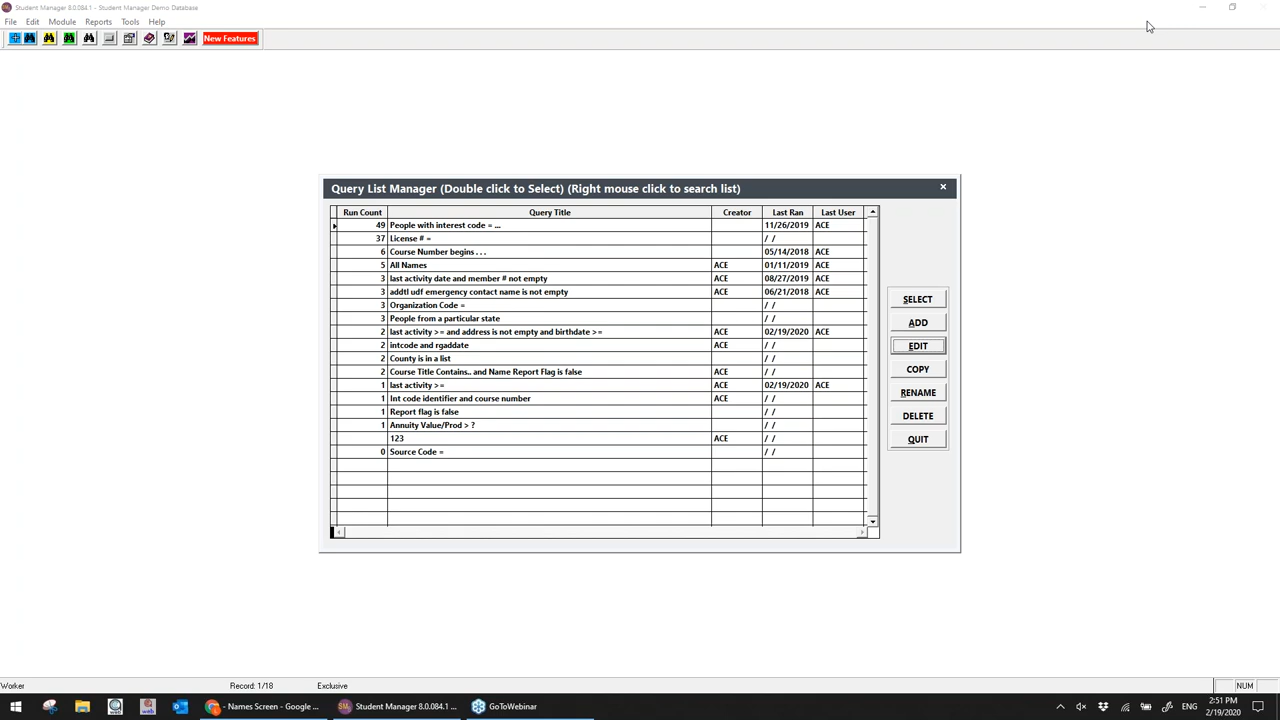 Student Manager 8.0.084.1 - Student Manager Demo Database
File Edit Module Reports Tools Help
New Features
Query List Manager (Double click to Select) (Right mouse click to search list)
Run Count Query Title Creator Last Ran Last User
49 People with interest code = ... 11/26/2019 ACE
37 License # = / /
6 Course Number begins . . . 05/14/2018 ACE
5 All Names ACE 01/11/2019 ACE
3 last activity date and member # not empty ACE 08/27/2019 ACE
3 addtl udf emergency contact name is not empty ACE 06/21/2018 ACE
3 Organization Code = / /
3 People from a particular state / /
2 last activity >= and address is not empty and birthdate >= ACE 02/19/2020 ACE
2 intcode and rgaddate ACE / /
2 County is in a list / /
2 Course Title Contains.. and Name Report Flag is false ACE / /
1 last activity >= ACE 02/19/2020 ACE
1 Int code identifier and course number ACE / /
1 Report flag is false / /
1 Annuity Value/Prod > ? / /
123 ACE / /
0 Source Code = / /
SELECT
ADD
EDIT
COPY
RENAME
DELETE
QUIT
Worker Record: 1/18 Exclusive NUM
- Names Screen - Google ... Student Manager 8.0.084.1 ... GoToWebinar ENG 2:51 PM
2/19/2020